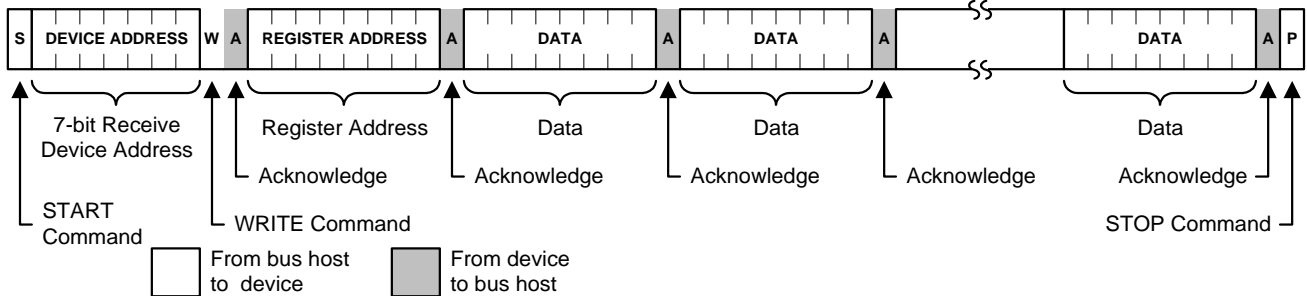 S DEVICE ADDRESS W A REGISTER ADDRESS A DATA A DATA A DATA A P
7-bit Receive
Device Address
Register Address
Data
Data
Data
Acknowledge
Acknowledge
Acknowledge
Acknowledge
Acknowledge
START
Command
WRITE Command
STOP Command
From bus host
to device
From device
to bus host